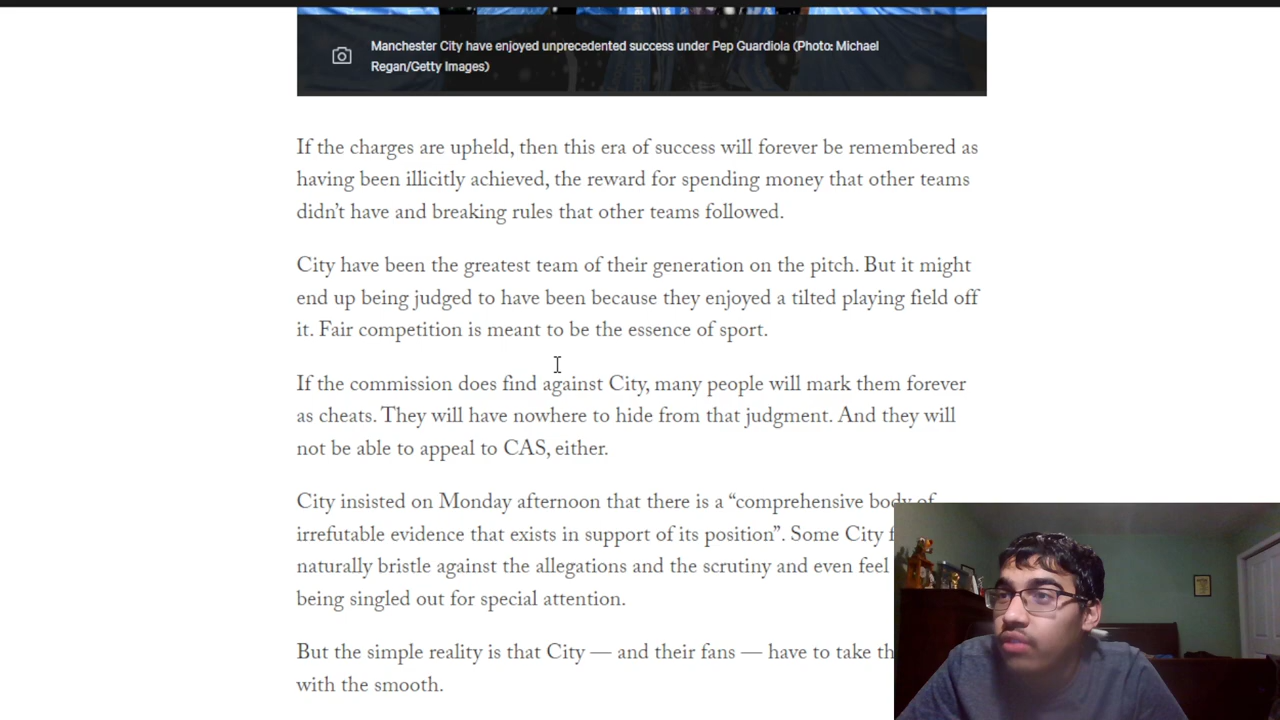 Manchester City have enjoyed unprecedented success under Pep Guardiola (Photo: Michael
Regan/Getty Images)
If the charges are upheld, then this era of success will forever be remembered as
having been illicitly achieved, the reward for spending money that other teams
didn’t have and breaking rules that other teams followed.
City have been the greatest team of their generation on the pitch. But it might
end up being judged to have been because they enjoyed a tilted playing field off
it. Fair competition is meant to be the essence of sport.
If the commission does find against City, many people will mark them forever
as cheats. They will have nowhere to hide from that judgment. And they will
not be able to appeal to CAS, either.
City insisted on Monday afternoon that there is a “comprehensive body of
irrefutable evidence that exists in support of its position”. Some City
naturally bristle against the allegations and the scrutiny and even feel
being singled out for special attention.
But the simple reality is that City — and their fans — have to take
with the smooth.